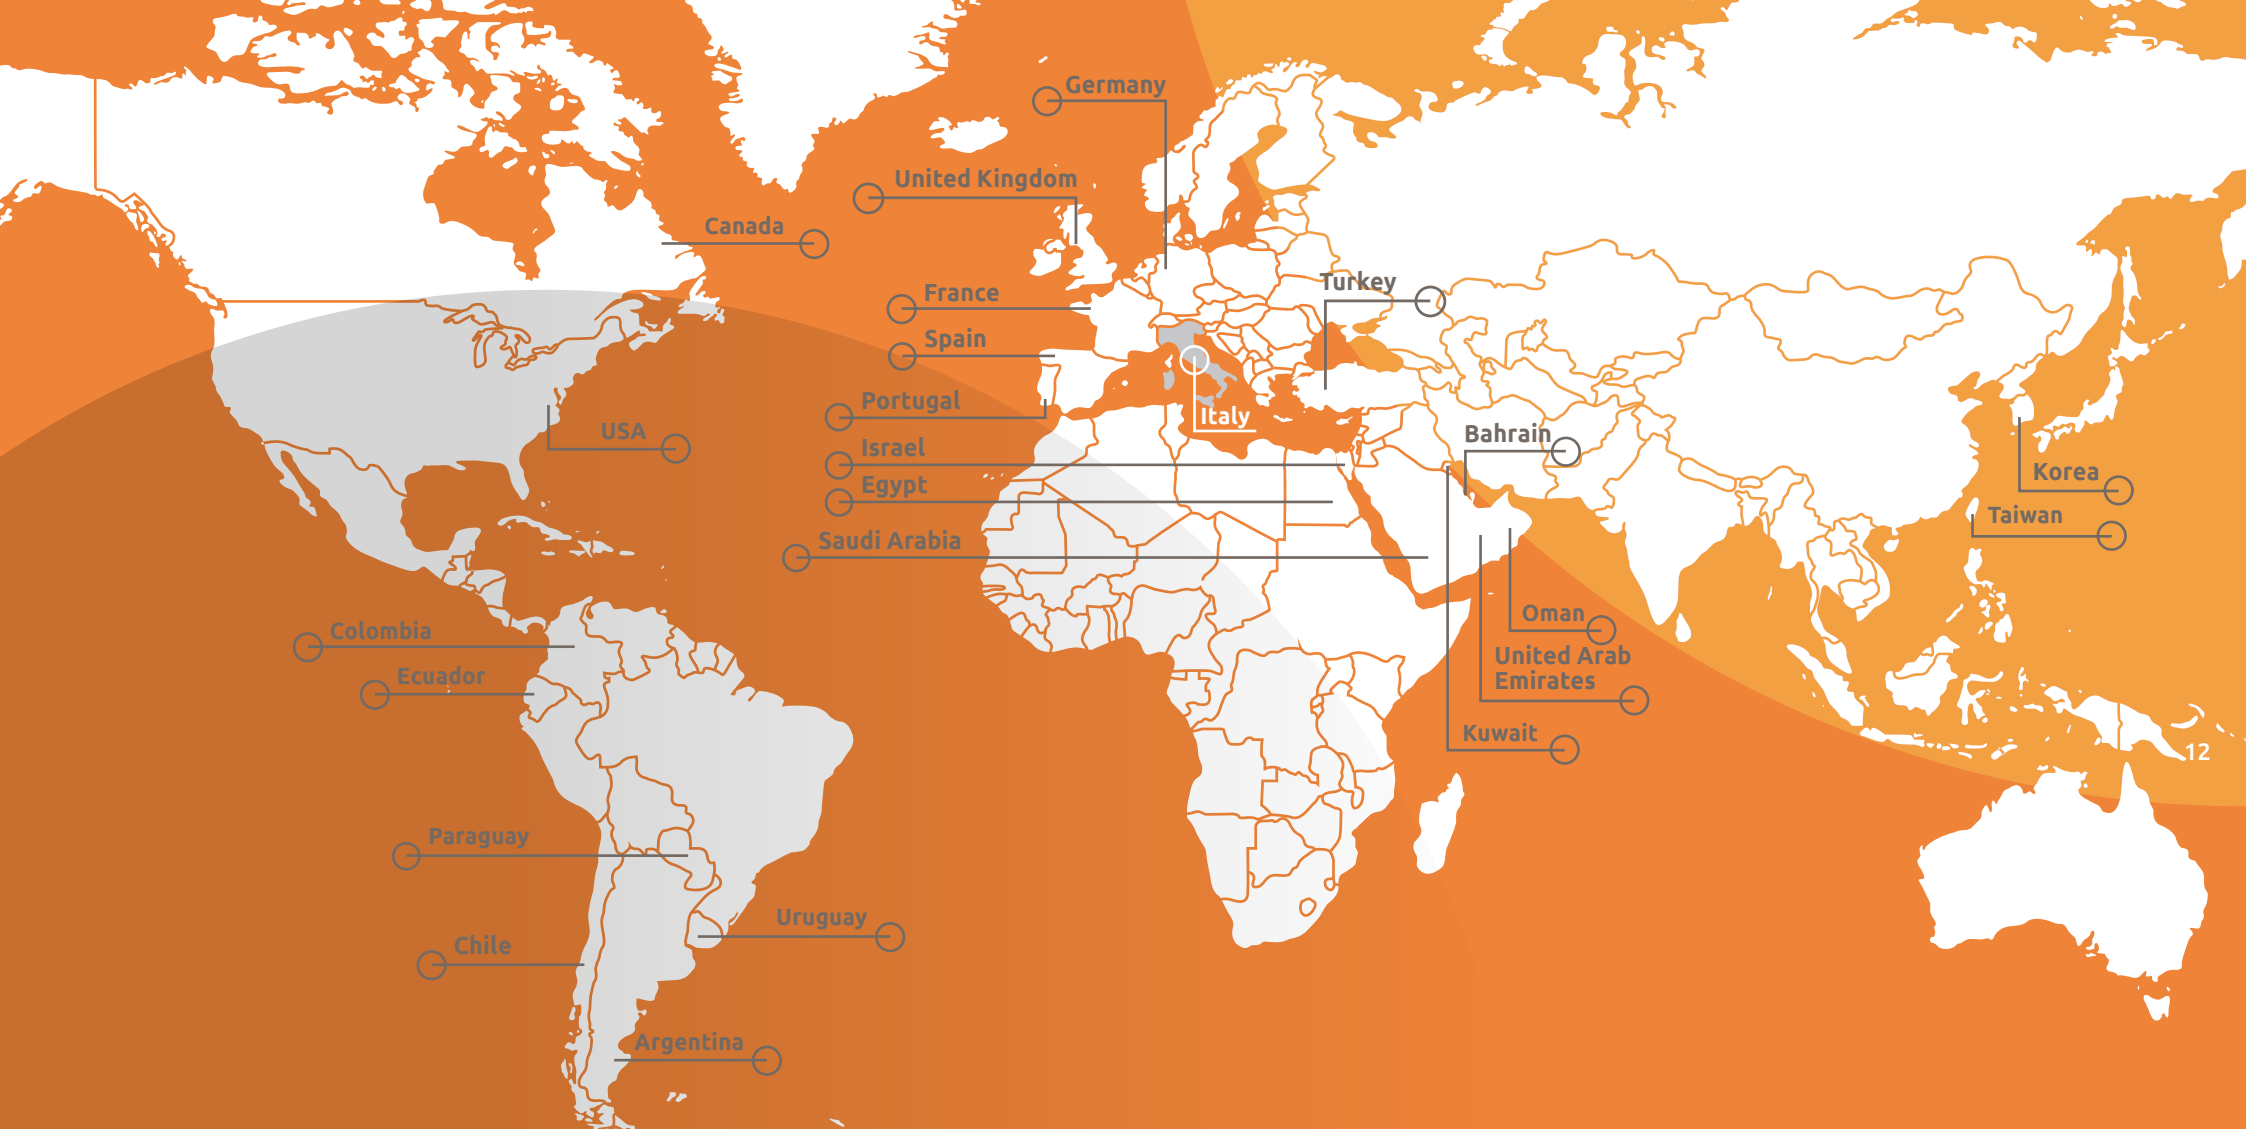 Germany
United Kingdom
Canada
France
Turkey
Spain
Portugal
Italy
USA
Bahrain
Israel
Korea
Egypt
Taiwan
Saudi Arabia
Oman
Colombia
United Arab
Emirates
Ecuador
Kuwait
12
Paraguay
Uruguay
Chile
Argentina